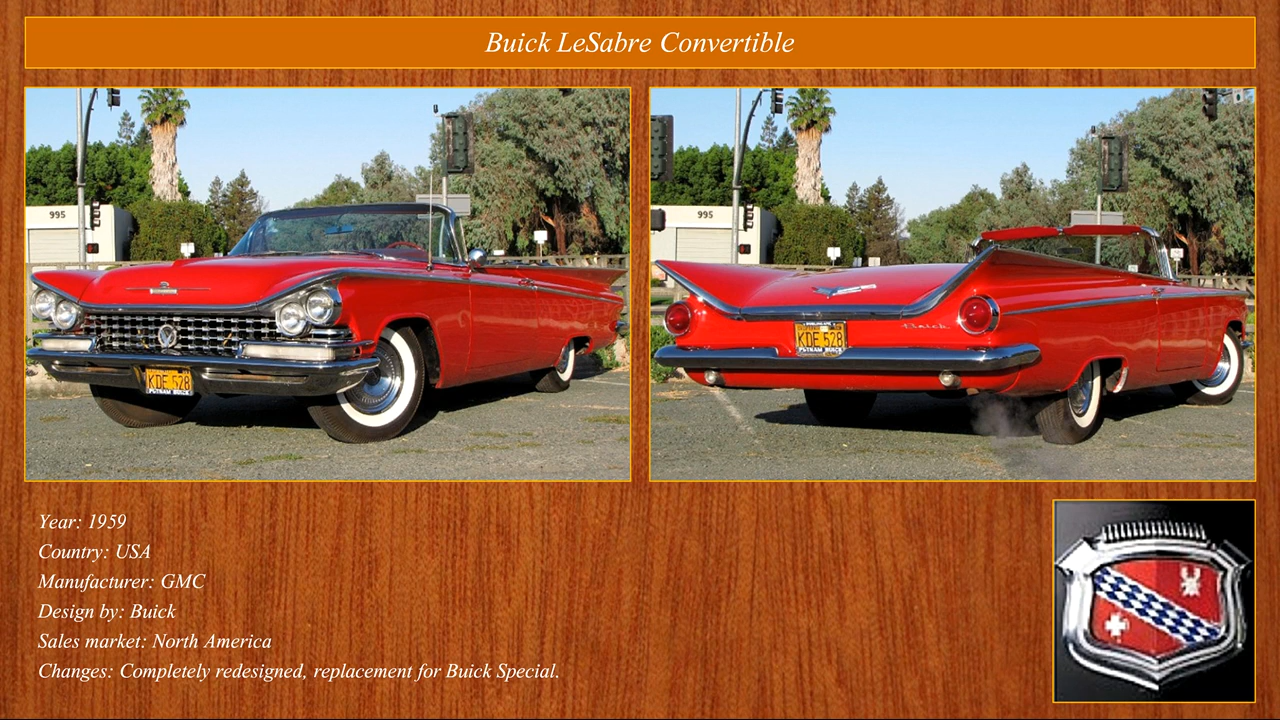 Buick LeSabre Convertible
995
KDE 528
PUTNAM BUICK
995
KDE 528
PUTNAM BUICK
Buick
Year: 1959
Country: USA
Manufacturer: GMC
Design by: Buick
Sales market: North America
Changes: Completely redesigned, replacement for Buick Special.